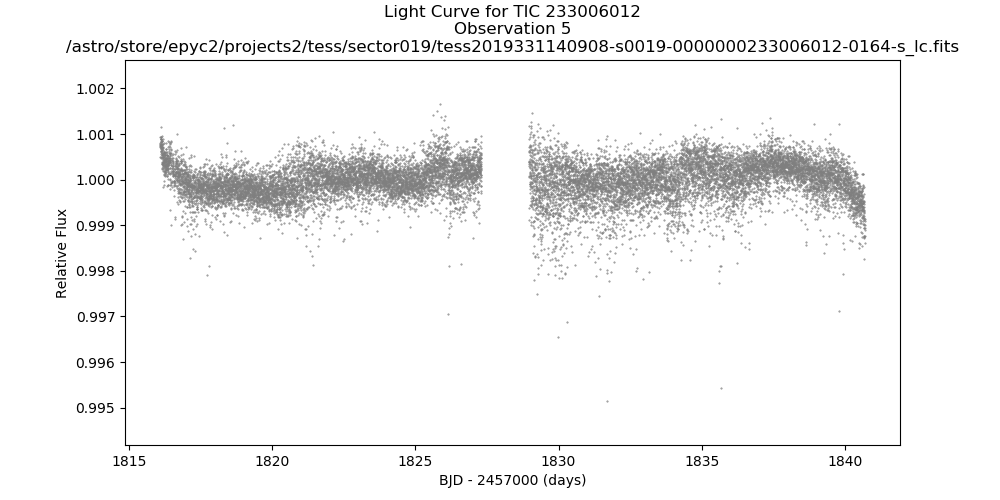 Light Curve for TIC 233006012
Observation 5
/astro/store/epyc2/projects2/tess/sector019/tess2019331140908-s0019-0000000233006012-0164-s_lc.fits
1.002
1.001
1.000
0.999
0.998
0.997
0.996
0.995
Relative Flux
1815
1820
1825
1830
1835
1840
BJD - 2457000 (days)